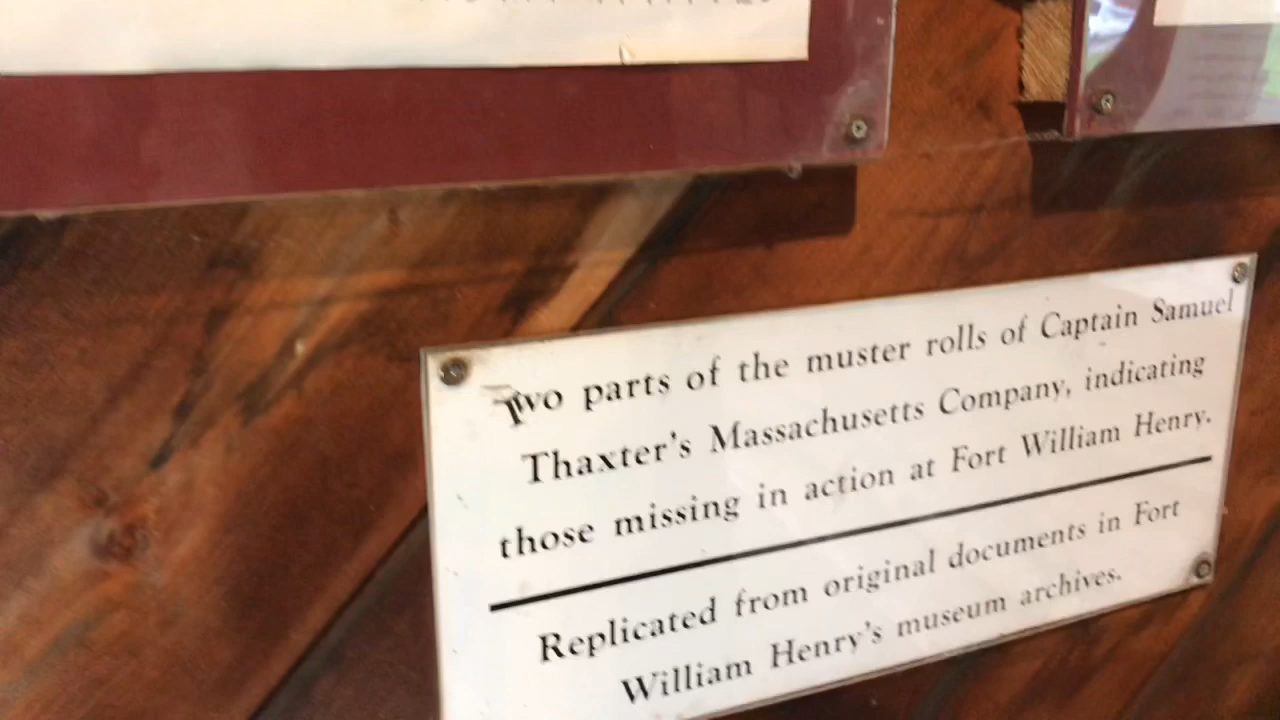 Two parts of the muster rolls of Captain Samuel
Thaxter's Massachusetts Company, indicating
those missing in action at Fort William Henry.
Replicated from original documents in Fort
William Henry's museum archives.